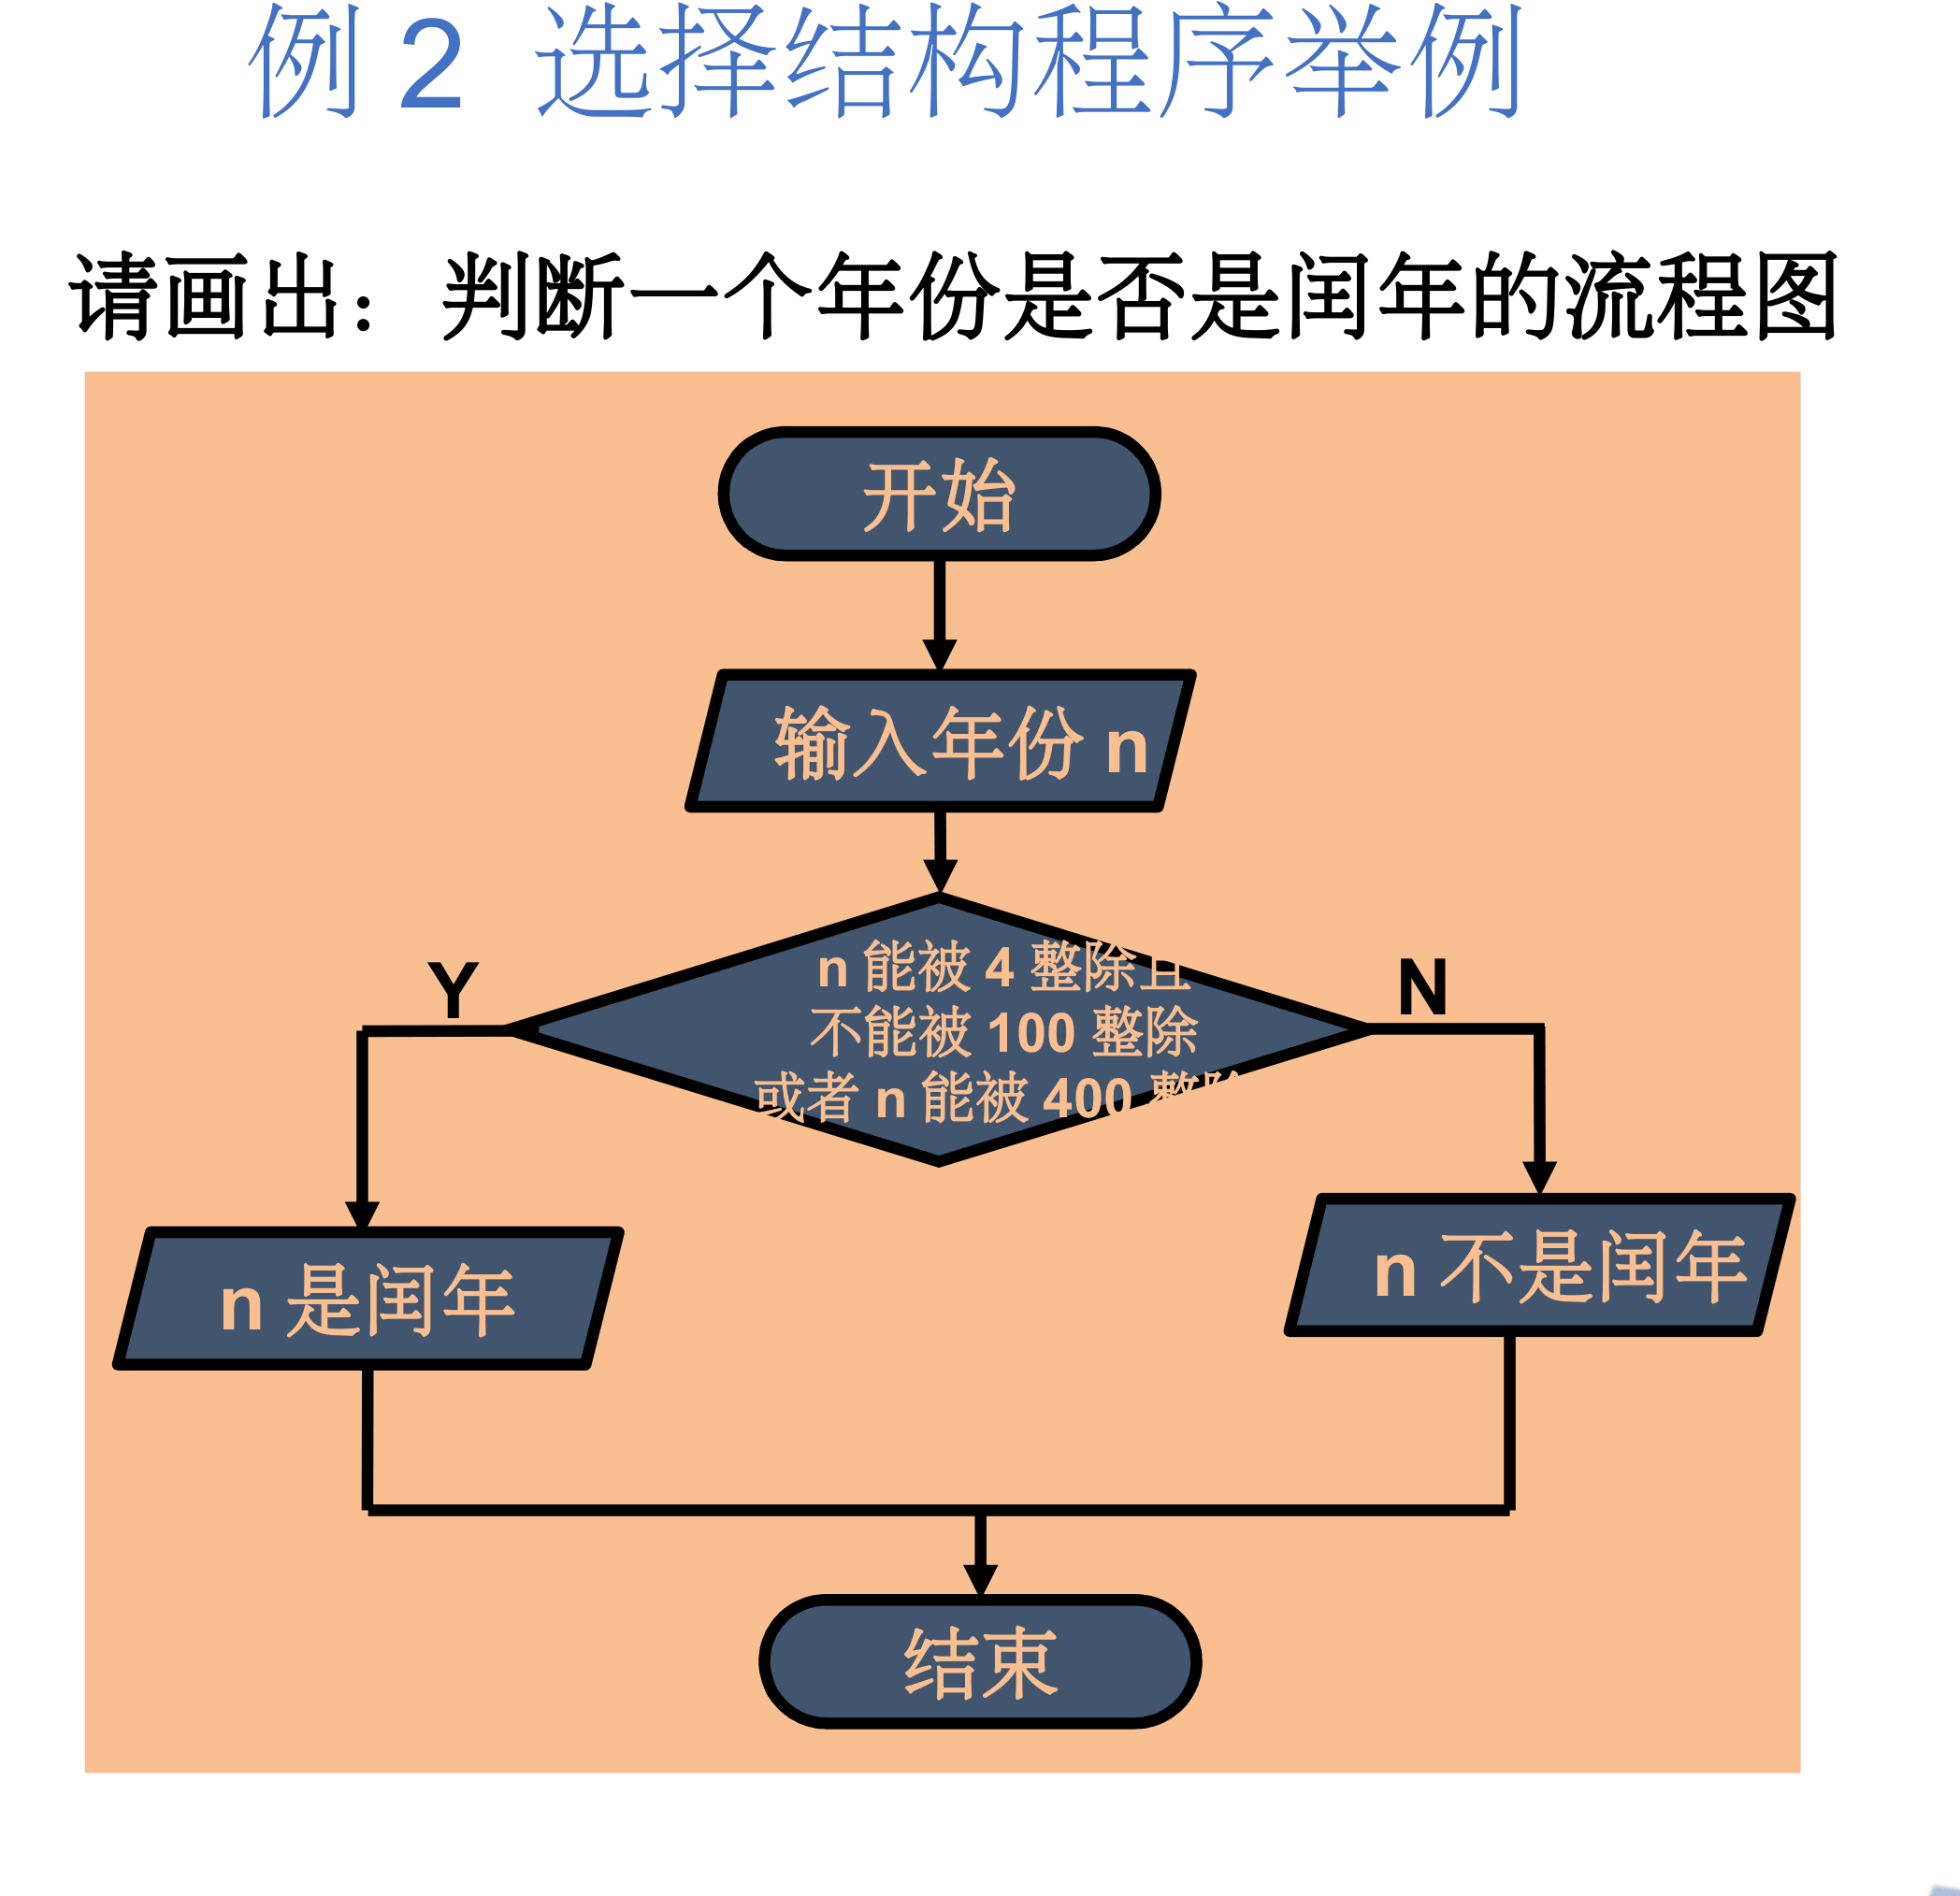 例 2 选择结构程序举例
请画出：判断一个年份是否是闰年的流程图
开始
输入年份 n
n 能被 4 整除且
不能被 100 整除
或者 n 能被 400 整除
Y
N
n 是闰年
n 不是闰年
结束